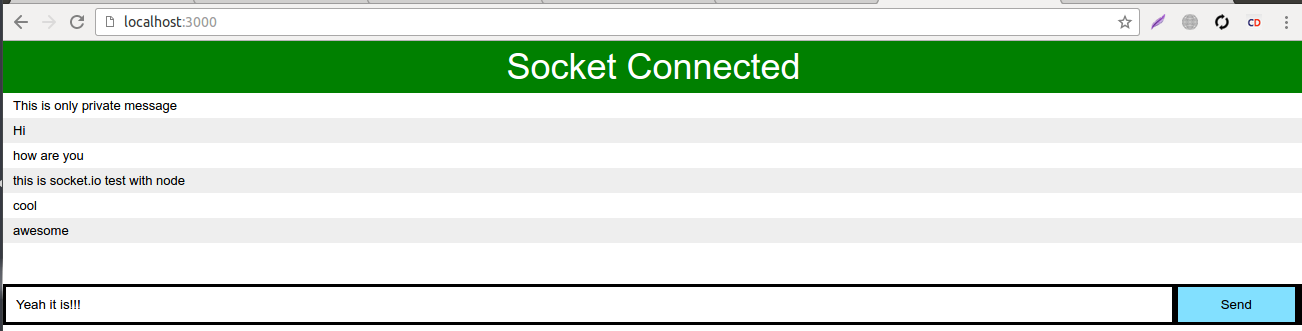 localhost:3000
CD
Socket Connected
This is only private message
Hi
how are you
this is socket.io test with node
cool
awesome
Yeah it is!!!
Send